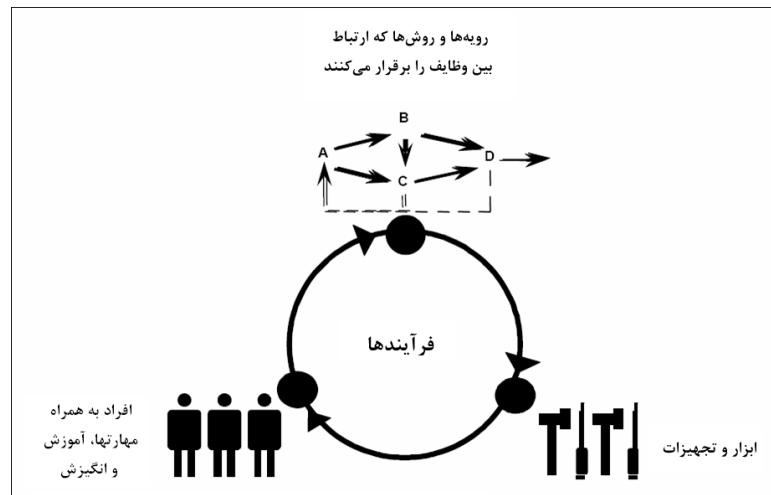 رویه‌ها و روش‌ها که ارتباط
بین وظایف را برقرار می‌کنند
B
A
D
C
فرآیندها
افراد به همراه
مهارتها، آموزش
و انگیزش
ابزار و تجهیزات